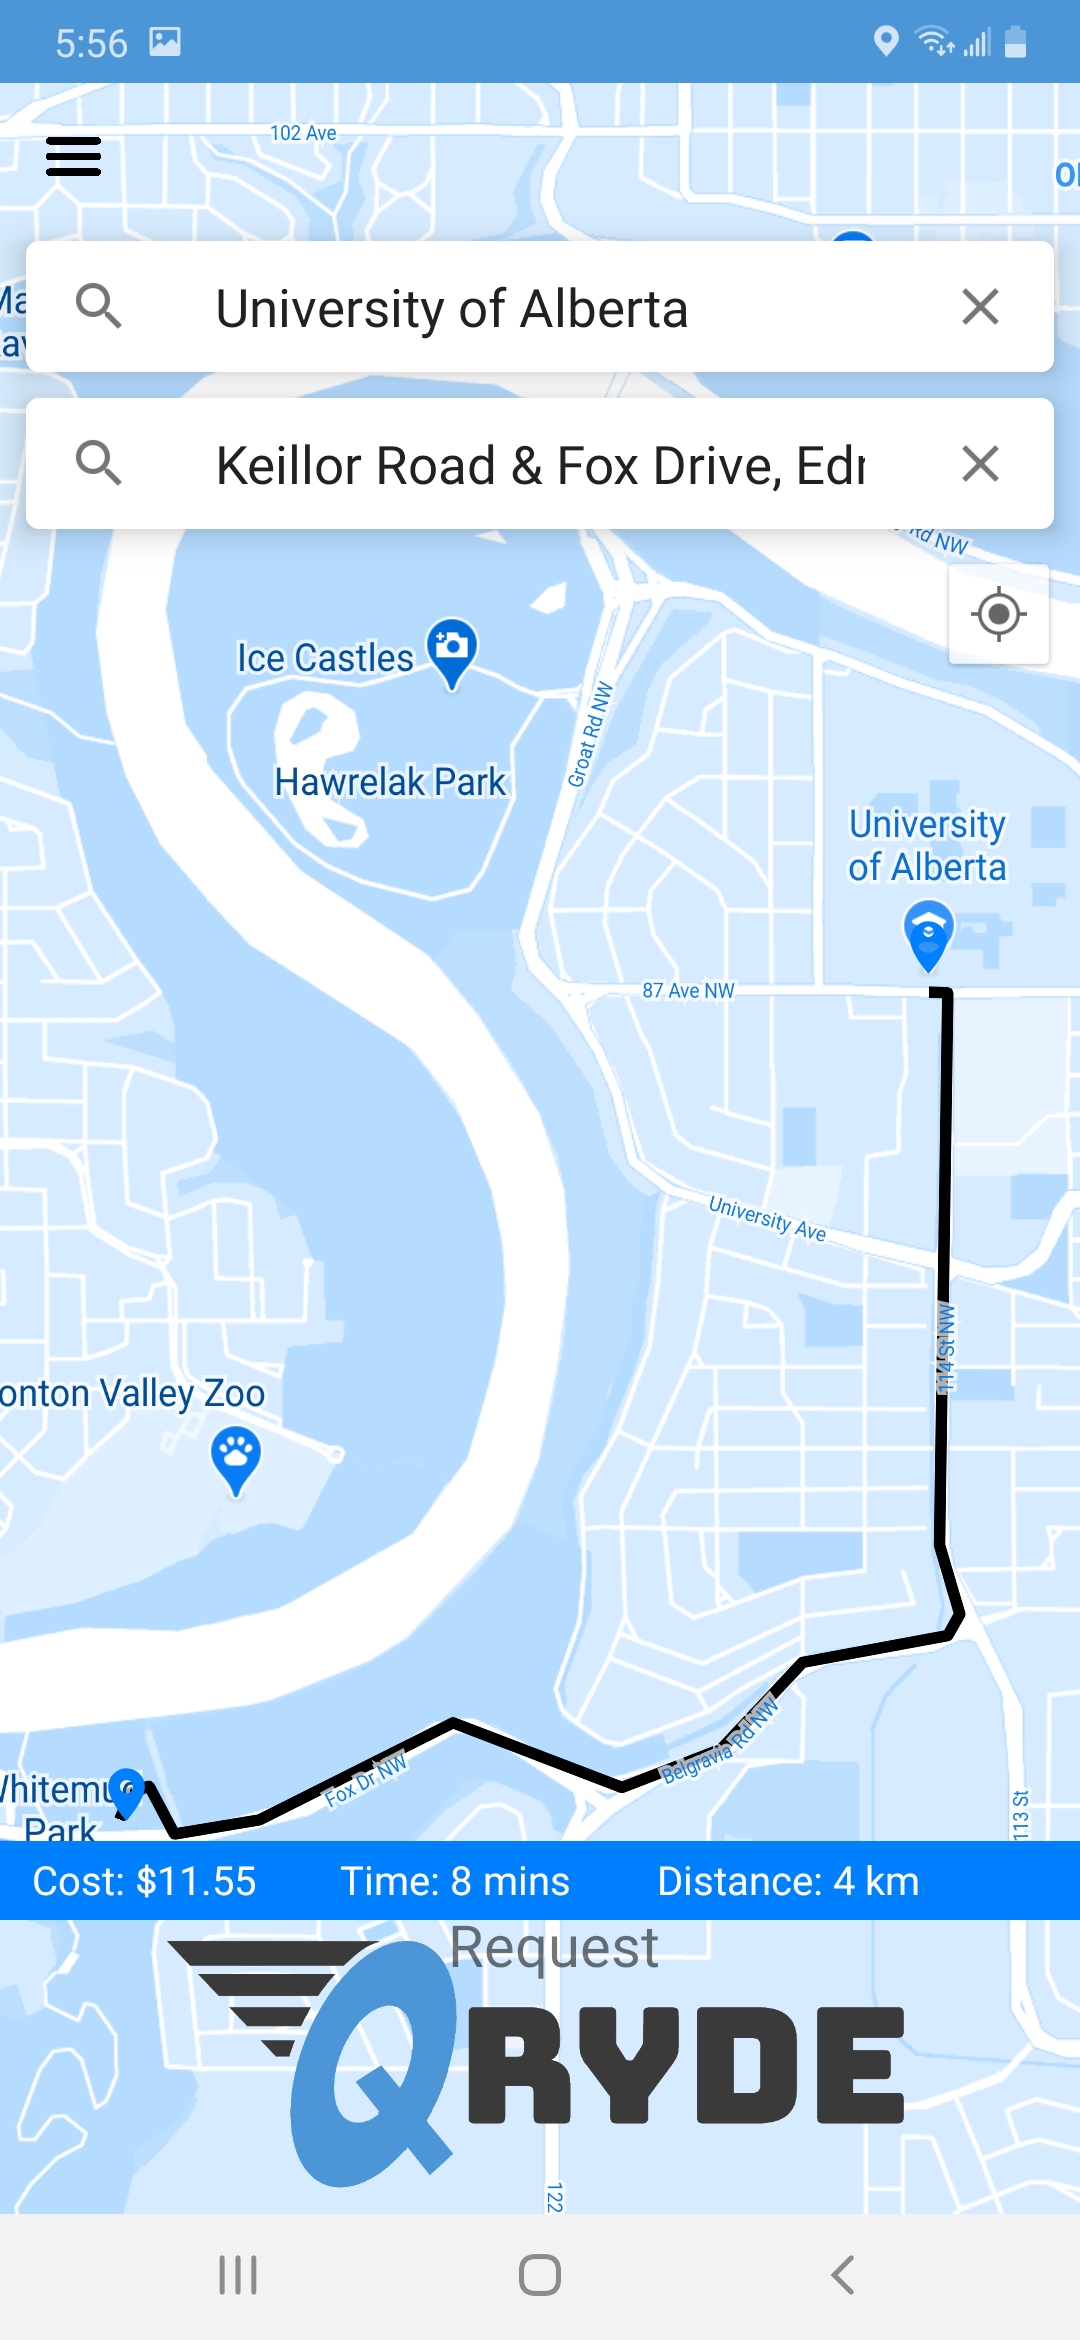 5:56
102 Ave
University of Alberta
Keillor Road & Fox Drive,
Rd NW
Ice Castles
Groat Rd NW
Hawrelak Park
University
of Alberta
87 Ave NW
University Ave
114 St NW
onton Valley Zoo
Belgravia Rd NW
Fox Dr NW
Park
113 St
Cost: $11.55 Time: 8 mins Distance: 4 km
Request
QRYDE
122